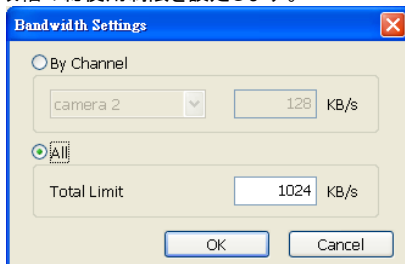 Bandwidth Settings
By Channel
camera 2 128 KB/s
All
Total Limit 1024 KB/s
OK Cancel